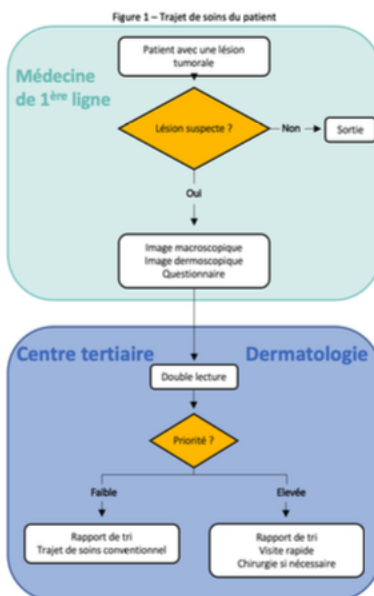 Figure 1 – Trajet de soins du patient
Médecine
de 1ère ligne
Patient avec une lésion
tumorale
Lésion suspecte ?
Non
Sortie
Oui
Image macroscopique
Image dermoscopique
Questionnaire
Centre tertiaire
Dermatologie
Double lecture
Priorité ?
Faible
Elevée
Rapport de tri
Trajet de soins conventionnel
Rapport de tri
Visite rapide
Chirurgie si nécessaire